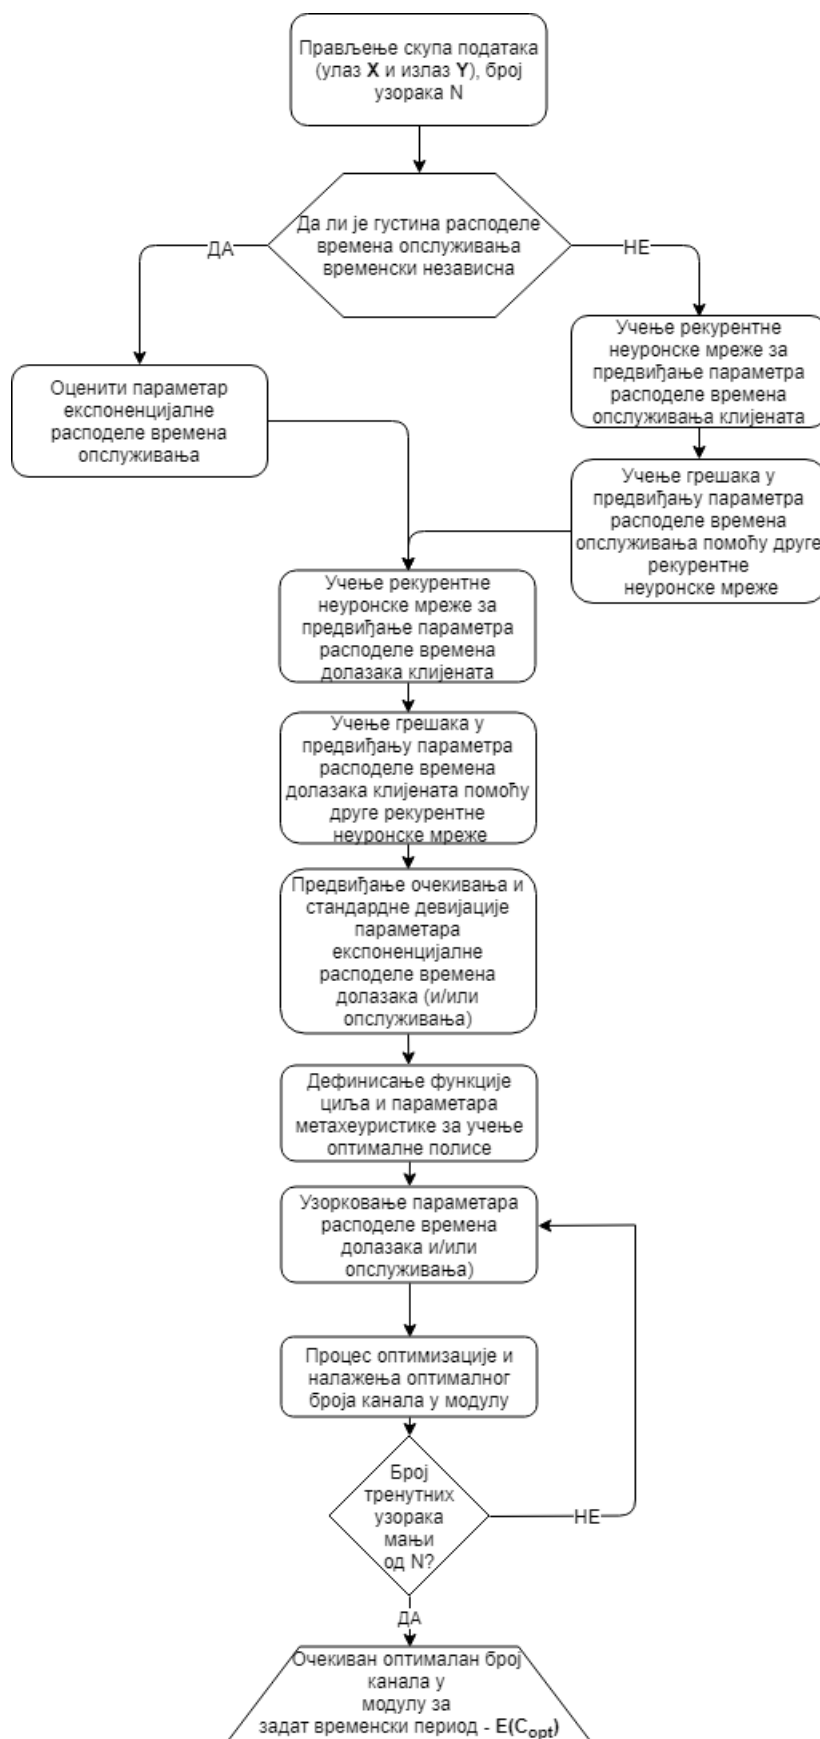 Прављење скупа података
(улаз X и излаз Y), број
узорака N
Да ли је густина расподеле
времена опслуживања
временски независна
ДА
НЕ
Учење рекурентне
неуронске мреже за
предвиђање параметра
расподеле времена
опслуживања клијената
Оценити параметар
експоненцијалне
расподеле времена
опслуживања
Учење грешака у
предвиђању параметра
расподеле времена
опслуживања помоћу друге
рекурентне
неуронске мреже
Учење рекурентне
неуронске мреже за
предвиђање параметра
расподеле времена
долазака клијената
Учење грешака у
предвиђању параметра
расподеле времена
долазака клијената помоћу
друге рекурентне
неуронске мреже
Предвиђање очекивања и
стандардне девијације
параметара
експоненцијалне
расподеле времена
долазака (и/или
опслуживања)
Дефинисање функције
циља и параметара
метахеуристике за учење
оптималне полисе
Узорковање параметара
расподеле времена
долазака и/или
опслуживања)
Процес оптимизације и
налажења оптималног
броја канала у модулу
Број
тренутних
узорака
мањи
од N?
НЕ
ДА
Очекиван оптималан број
канала у
модулу за
задат временски период - E(Copt)